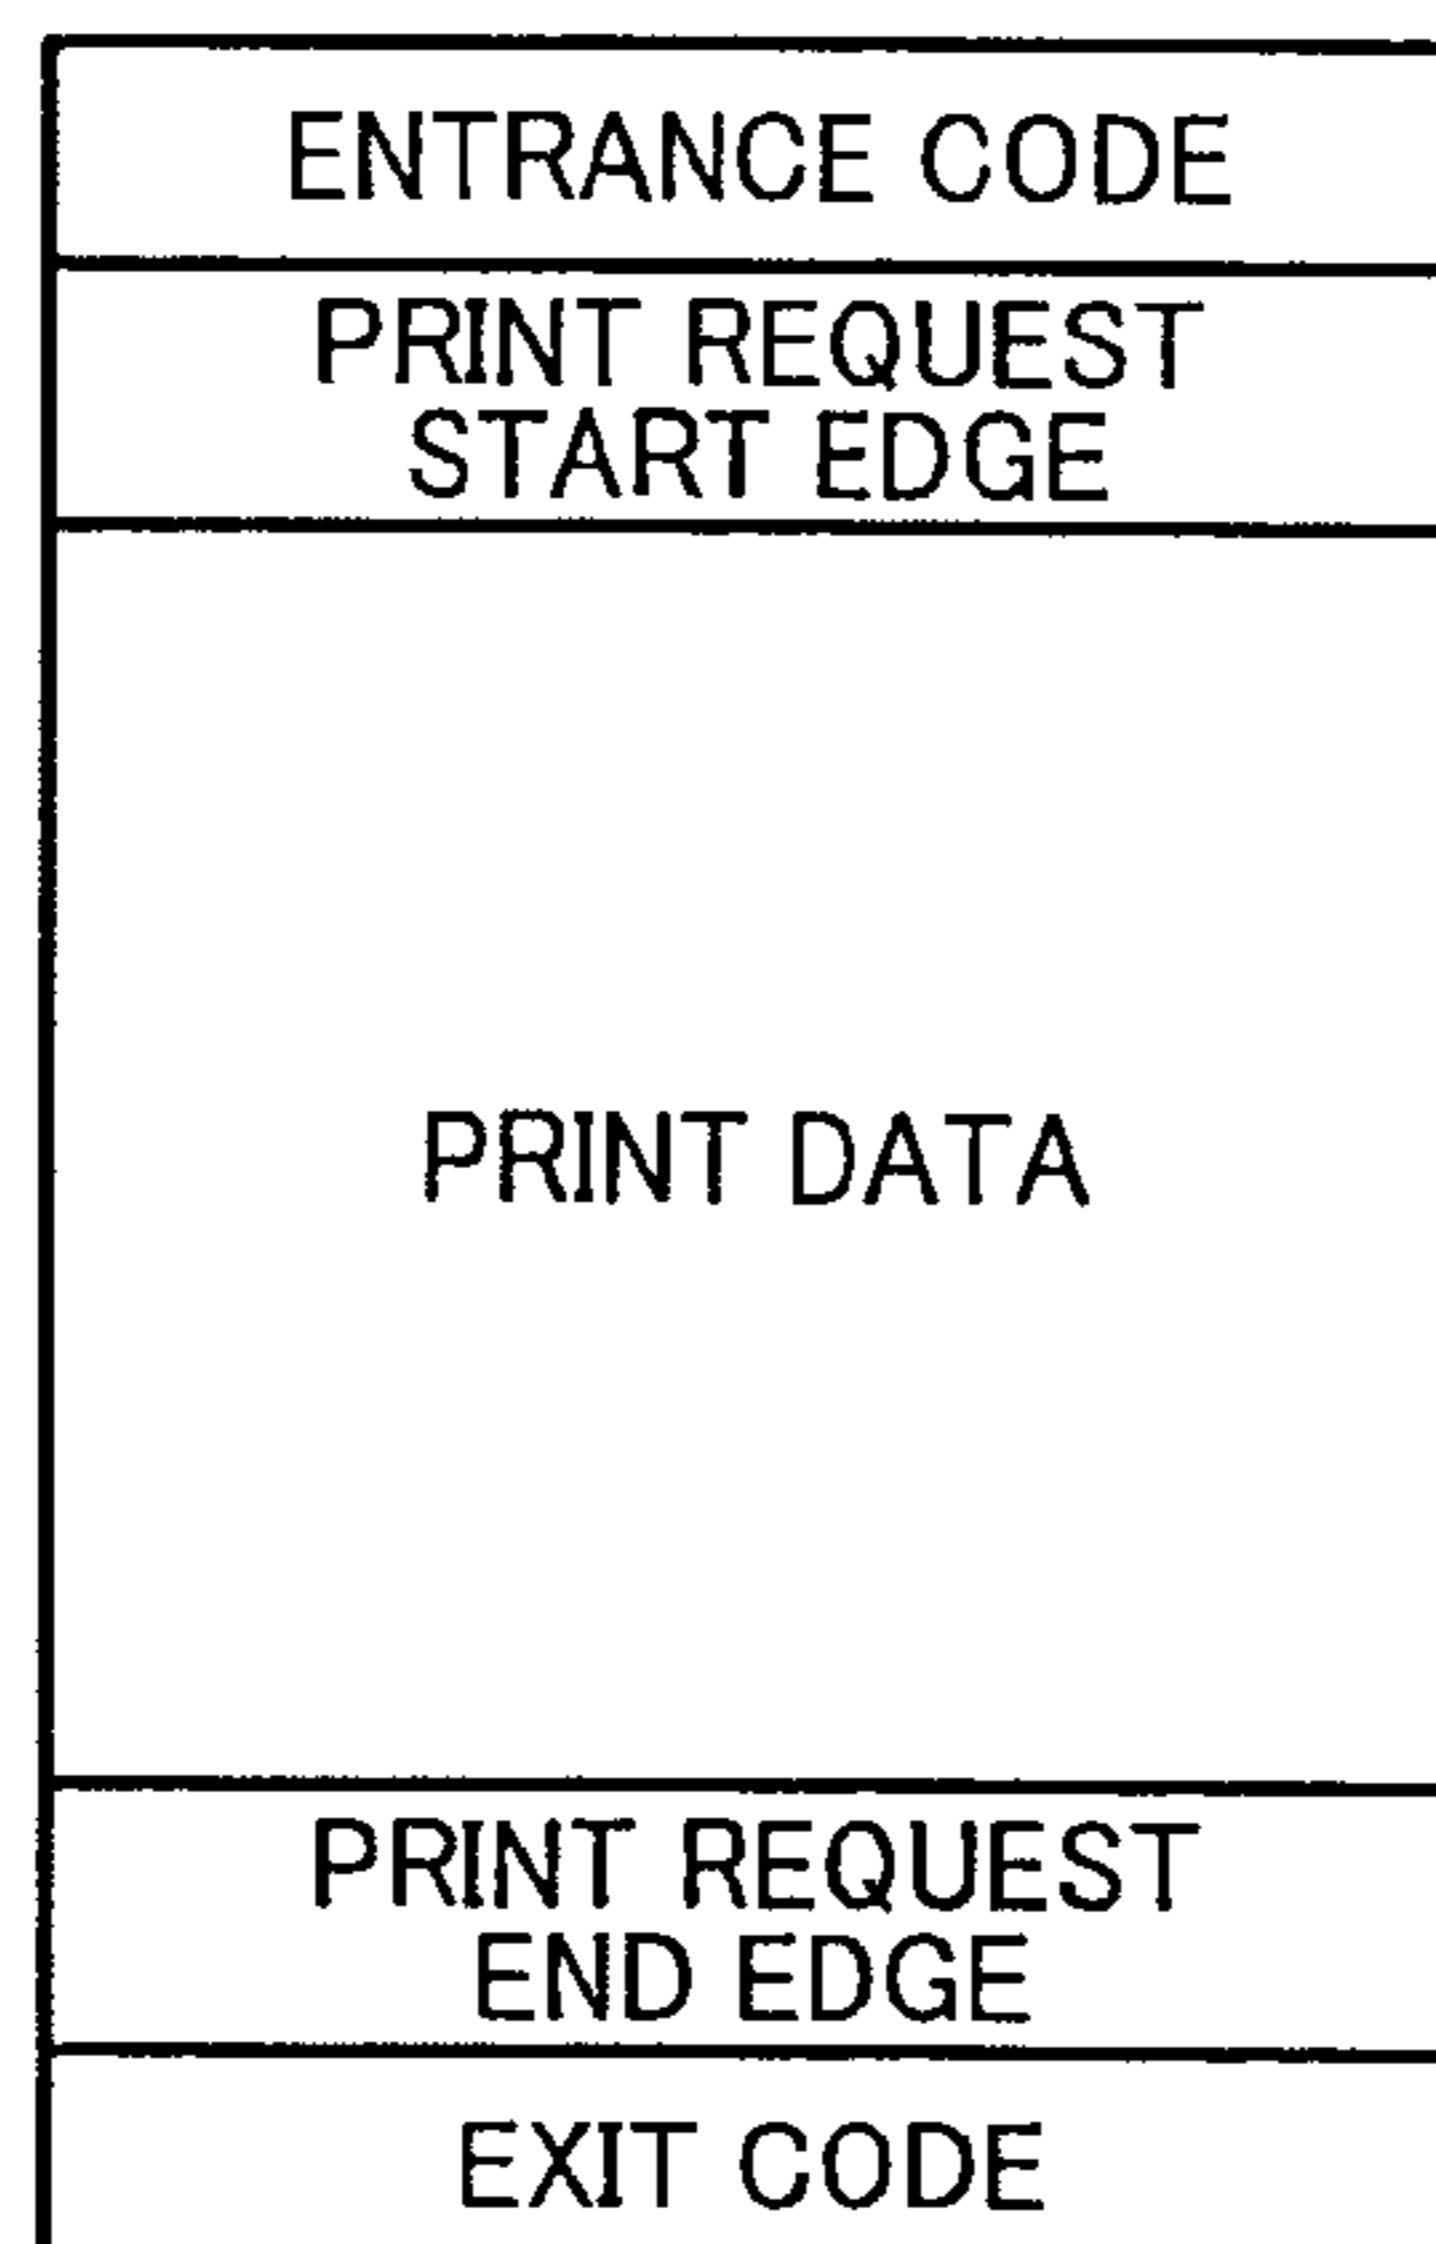 ENTRANCE CODE
PRINT REQUEST
START EDGE
PRINT DATA
PRINT REQUEST
END EDGE
EXIT CODE